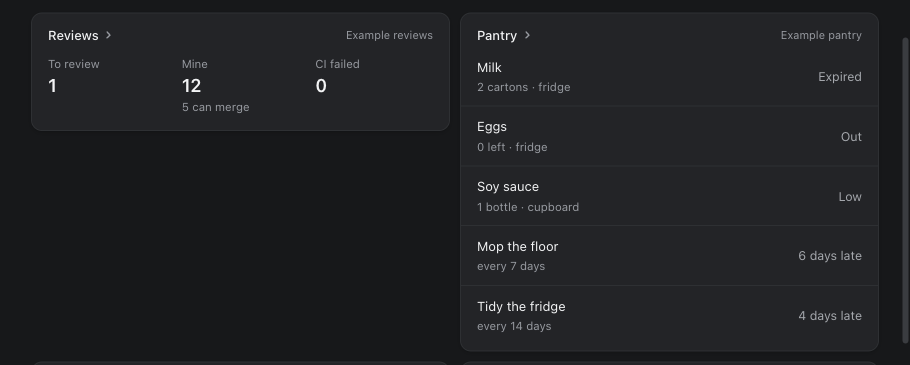 Reviews
Example reviews
To review
1
Mine
12
5 can merge
CI failed
0
Pantry
Example pantry
Milk
2 cartons · fridge
Expired
Eggs
0 left · fridge
Out
Soy sauce
1 bottle · cupboard
Low
Mop the floor
every 7 days
6 days late
Tidy the fridge
every 14 days
4 days late